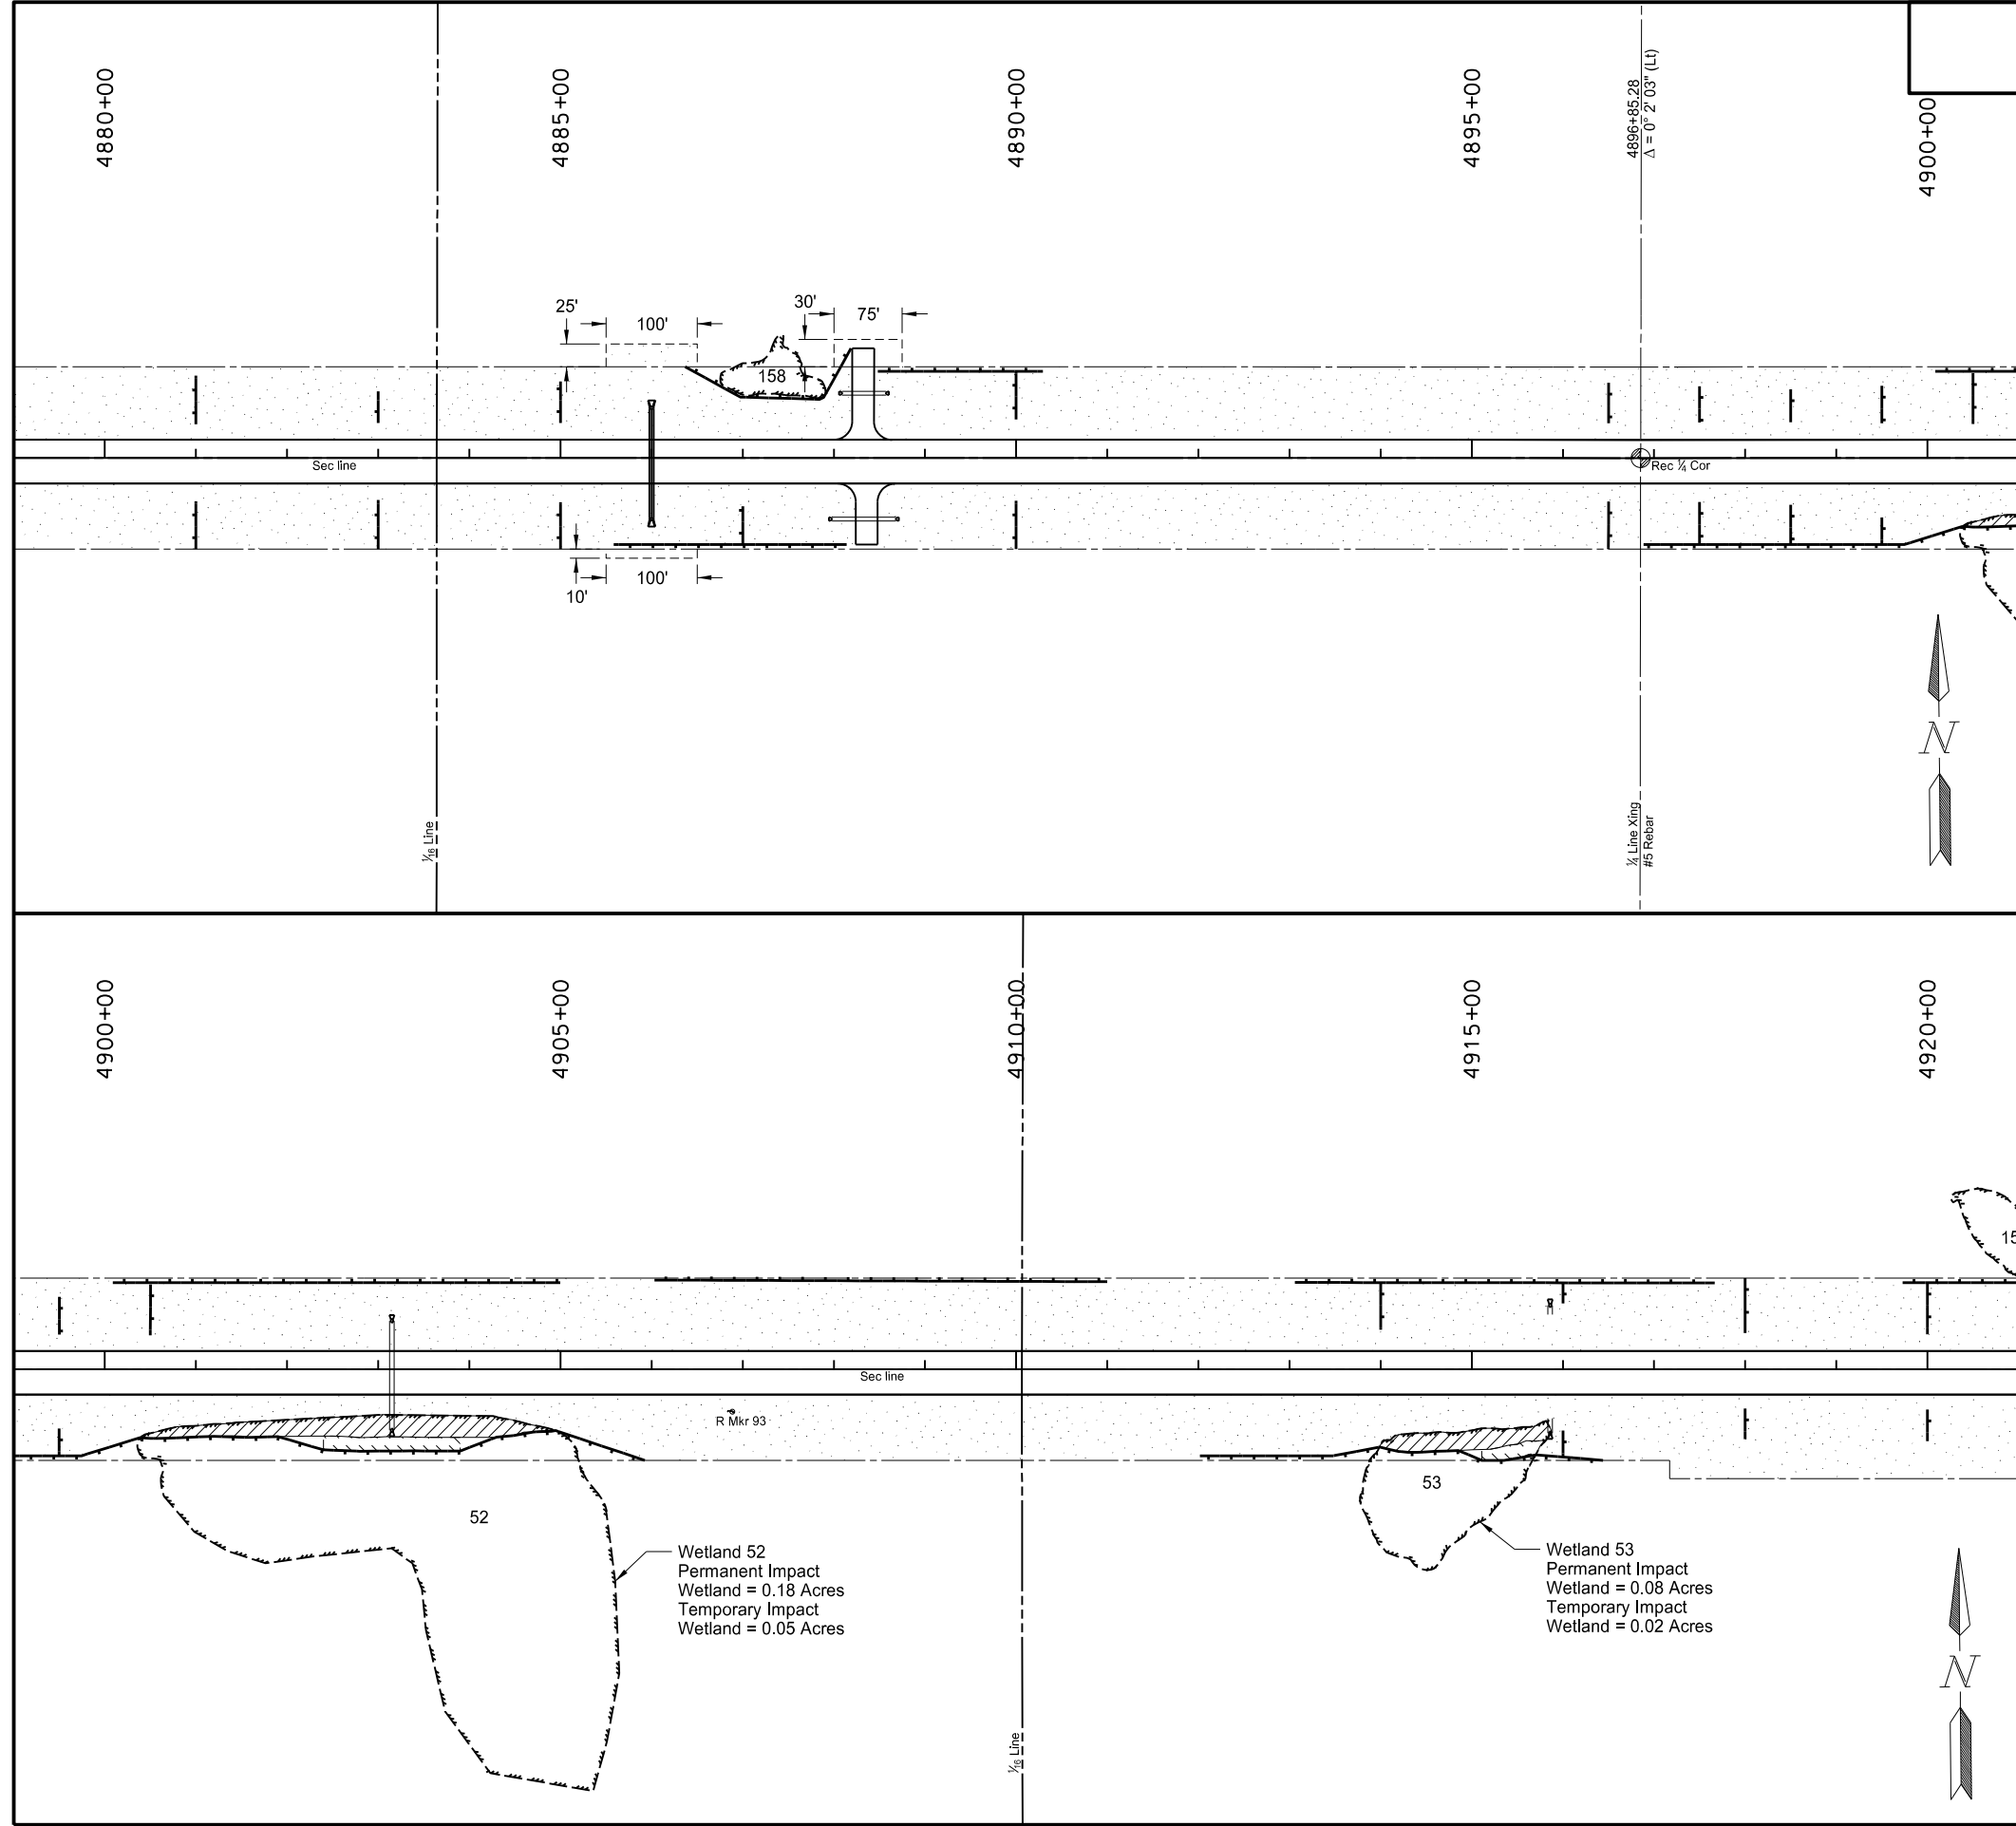 4880+00
4885+00
4890+00
4895+00
4896+85.28
Δ = 0° 2' 03" (Lt)
4900+00
25'
100'
30'
75'
158
Sec line
Rec ¼ Cor
100'
10'
N
1/16 Line
¼ Line Xing
#5 Rebar
4900+00
4905+00
4910+00
4915+00
4920+00
15
Sec line
R Mkr 93
52
53
Wetland 52
Permanent Impact
Wetland = 0.18 Acres
Temporary Impact
Wetland = 0.05 Acres
Wetland 53
Permanent Impact
Wetland = 0.08 Acres
Temporary Impact
Wetland = 0.02 Acres
N
1/16 Line